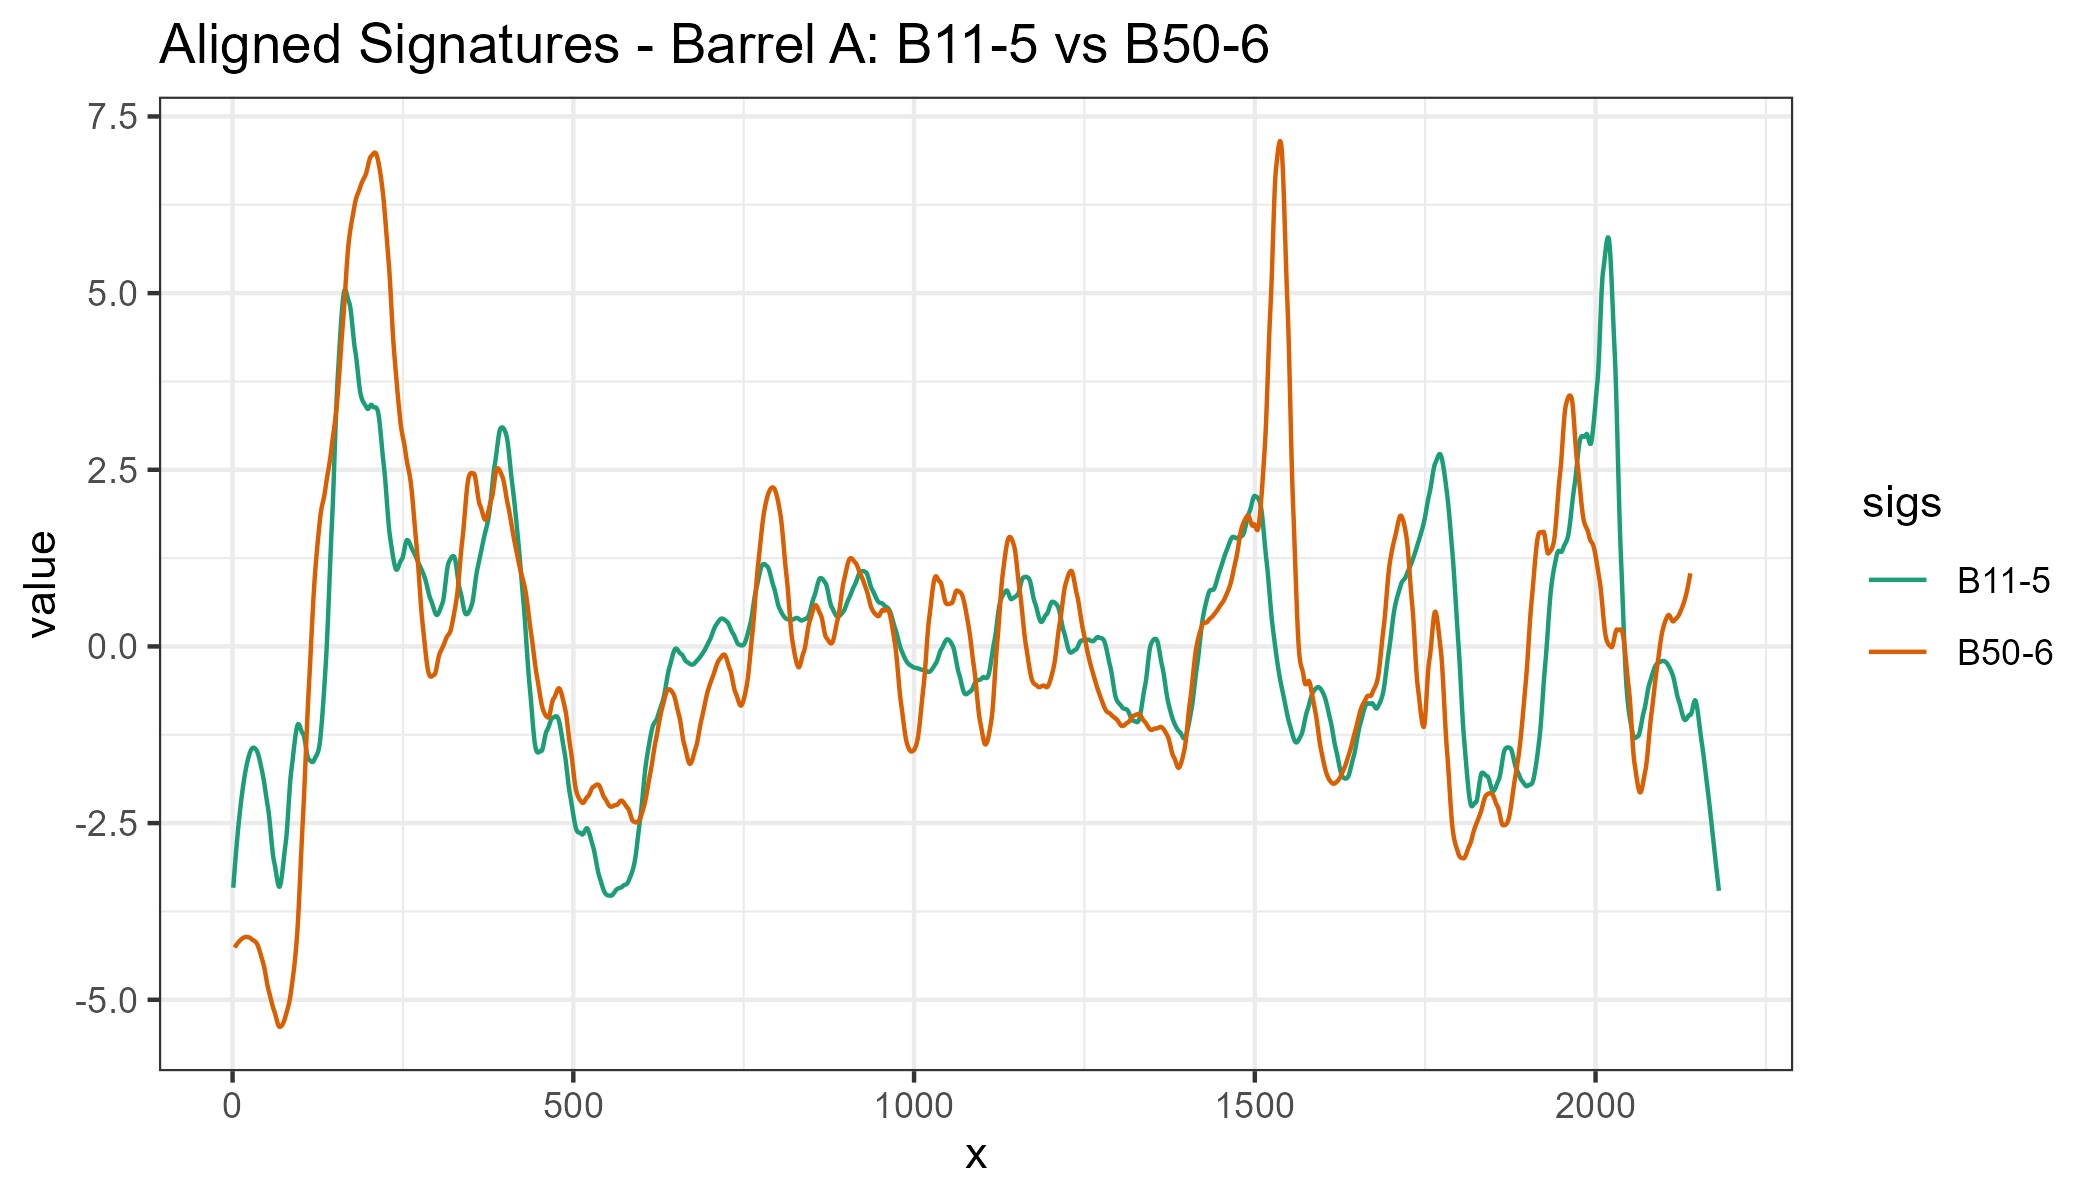 Aligned Signatures - Barrel A: B11-5 vs B50-6
7.5
5.0
2.5
0.0
-2.5
-5.0
value
0 500 1000 1500 2000
x
sigs
B11-5
B50-6